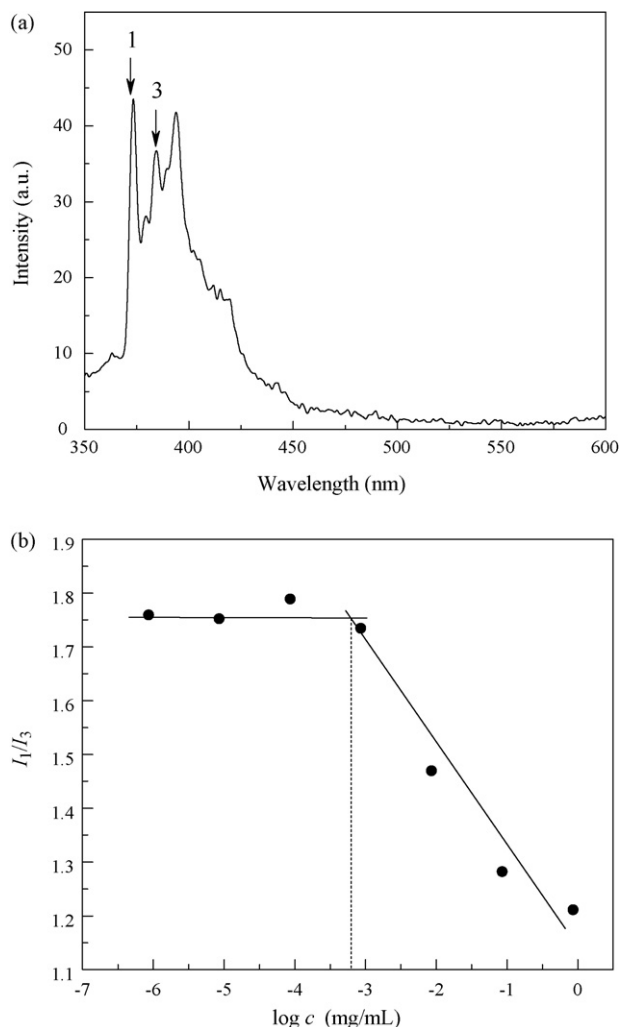 (a)
1
3
50
40
30
20
10
0
Intensity (a.u.)
350 400 450 500 550 600
Wavelength (nm)
(b)
1.9
1.8
1.7
1.6
1.5
1.4
1.3
1.2
1.1
I₁/I₃
-7 -6 -5 -4 -3 -2 -1 0
log c (mg/mL)